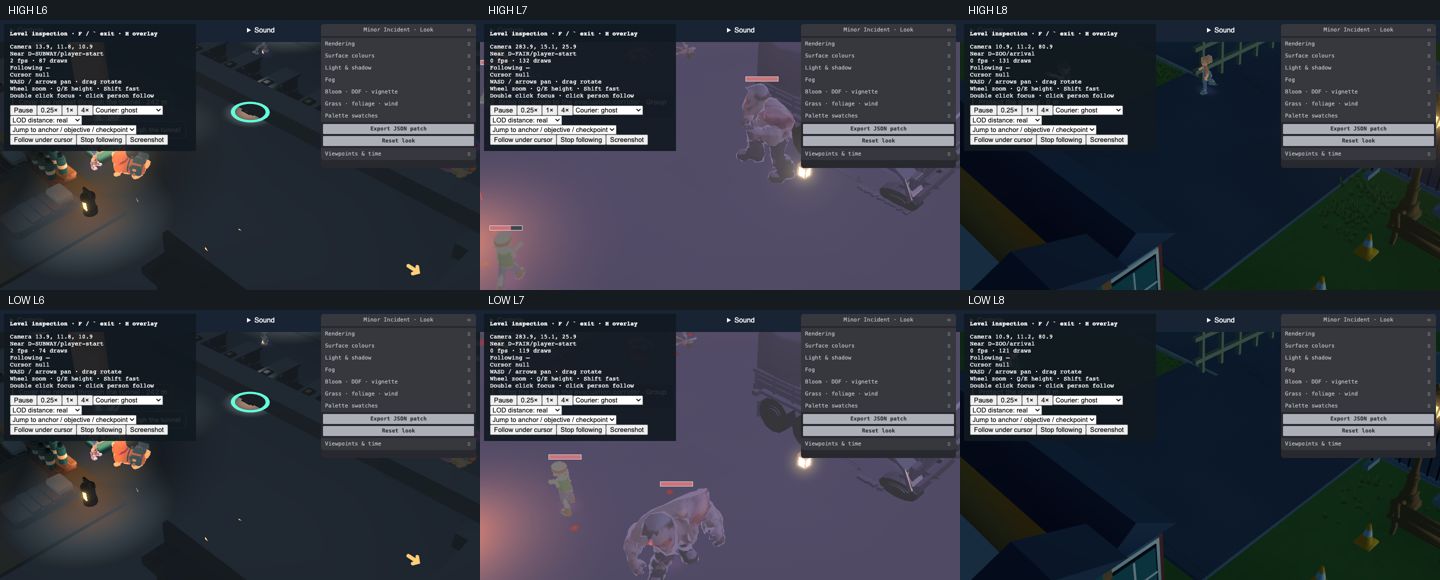 HIGH L6
Level inspection · F / ` exit · H overlay
Camera 13.9, 11.8, 10.9
Near D-SUBWAY/player-start
2 fps · 87 draws
Following —
Cursor null
WASD / arrows pan · drag rotate
Wheel zoom · Q/E height · Shift fast
Double click focus · click person follow
Pause 0.25× 1× 4× Courier: ghost
LOD distance: real
Jump to anchor / objective / checkpoint
Follow under cursor Stop following Screenshot
▶ Sound
Minor Incident · Look
Rendering
Surface colours
Light & shadow
Fog
Bloom · DOF · vignette
Grass · foliage · wind
Palette swatches
Export JSON patch
Reset look
Viewpoints & time
HIGH L7
Level inspection · F / ` exit · H overlay
Camera 283.9, 15.1, 25.9
Near D-FAIR/player-start
0 fps · 132 draws
Following —
Cursor null
WASD / arrows pan · drag rotate
Wheel zoom · Q/E height · Shift fast
Double click focus · click person follow
Pause 0.25× 1× 4× Courier: ghost
LOD distance: real
Jump to anchor / objective / checkpoint
Follow under cursor Stop following Screenshot
▶ Sound
Minor Incident · Look
Rendering
Surface colours
Light & shadow
Fog
Bloom · DOF · vignette
Grass · foliage · wind
Palette swatches
Export JSON patch
Reset look
Viewpoints & time
HIGH L8
Level inspection · F / ` exit · H overlay
Camera 10.9, 11.2, 80.9
Near D-ZOO/arrival
0 fps · 131 draws
Following —
Cursor null
WASD / arrows pan · drag rotate
Wheel zoom · Q/E height · Shift fast
Double click focus · click person follow
Pause 0.25× 1× 4× Courier: ghost
LOD distance: real
Jump to anchor / objective / checkpoint
Follow under cursor Stop following Screenshot
▶ Sound
Minor Incident · Look
Rendering
Surface colours
Light & shadow
Fog
Bloom · DOF · vignette
Grass · foliage · wind
Palette swatches
Export JSON patch
Reset look
Viewpoints & time
LOW L6
Level inspection · F / ` exit · H overlay
Camera 13.9, 11.8, 10.9
Near D-SUBWAY/player-start
2 fps · 74 draws
Following —
Cursor null
WASD / arrows pan · drag rotate
Wheel zoom · Q/E height · Shift fast
Double click focus · click person follow
Pause 0.25× 1× 4× Courier: ghost
LOD distance: real
Jump to anchor / objective / checkpoint
Follow under cursor Stop following Screenshot
▶ Sound
Minor Incident · Look
Rendering
Surface colours
Light & shadow
Fog
Bloom · DOF · vignette
Grass · foliage · wind
Palette swatches
Export JSON patch
Reset look
Viewpoints & time
LOW L7
Level inspection · F / ` exit · H overlay
Camera 283.9, 15.1, 25.9
Near D-FAIR/player-start
0 fps · 119 draws
Following —
Cursor null
WASD / arrows pan · drag rotate
Wheel zoom · Q/E height · Shift fast
Double click focus · click person follow
Pause 0.25× 1× 4× Courier: ghost
LOD distance: real
Jump to anchor / objective / checkpoint
Follow under cursor Stop following Screenshot
▶ Sound
Minor Incident · Look
Rendering
Surface colours
Light & shadow
Fog
Bloom · DOF · vignette
Grass · foliage · wind
Palette swatches
Export JSON patch
Reset look
Viewpoints & time
LOW L8
Level inspection · F / ` exit · H overlay
Camera 10.9, 11.2, 80.9
Near D-ZOO/arrival
0 fps · 121 draws
Following —
Cursor null
WASD / arrows pan · drag rotate
Wheel zoom · Q/E height · Shift fast
Double click focus · click person follow
Pause 0.25× 1× 4× Courier: ghost
LOD distance: real
Jump to anchor / objective / checkpoint
Follow under cursor Stop following Screenshot
▶ Sound
Minor Incident · Look
Rendering
Surface colours
Light & shadow
Fog
Bloom · DOF · vignette
Grass · foliage · wind
Palette swatches
Export JSON patch
Reset look
Viewpoints & time